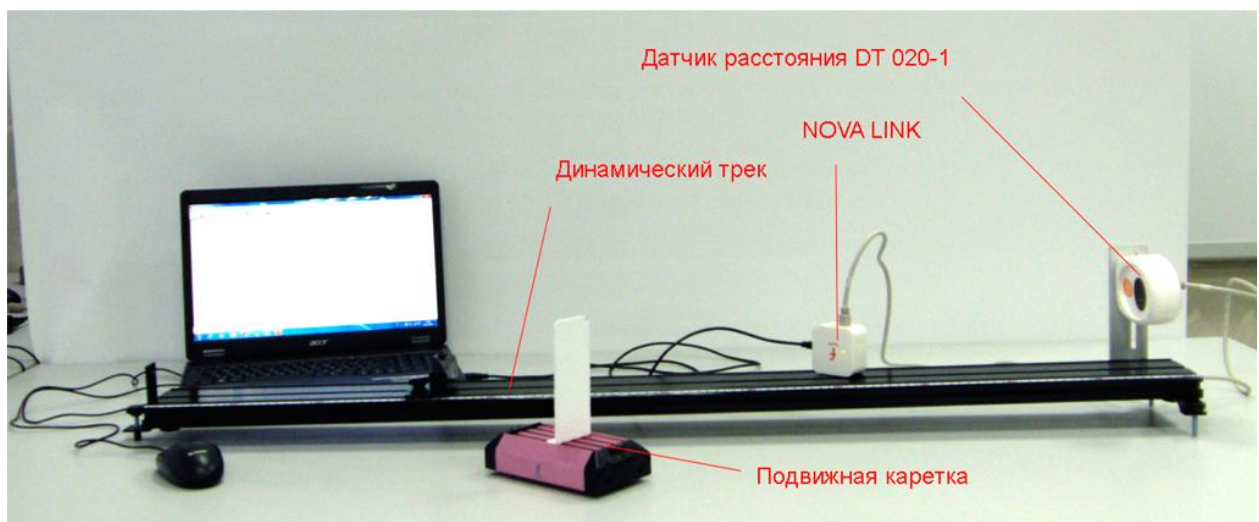 Датчик расстояния DT 020-1
NOVA LINK
Динамический трек
acer
Подвижная каретка